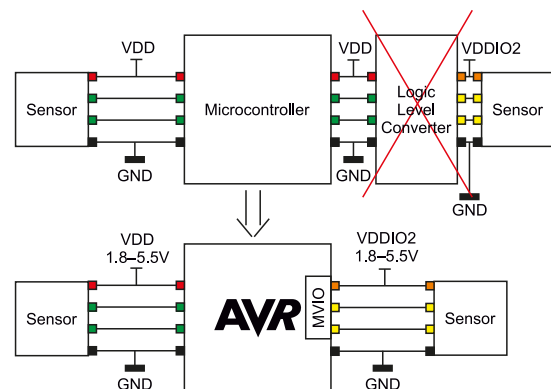 VDD
VDD
VDDIO2
Sensor
Microcontroller
Logic
Level
Converter
Sensor
GND
GND
GND
VDD
1.8–5.5V
VDDIO2
1.8–5.5V
Sensor
AVR
MVIO
Sensor
GND
GND